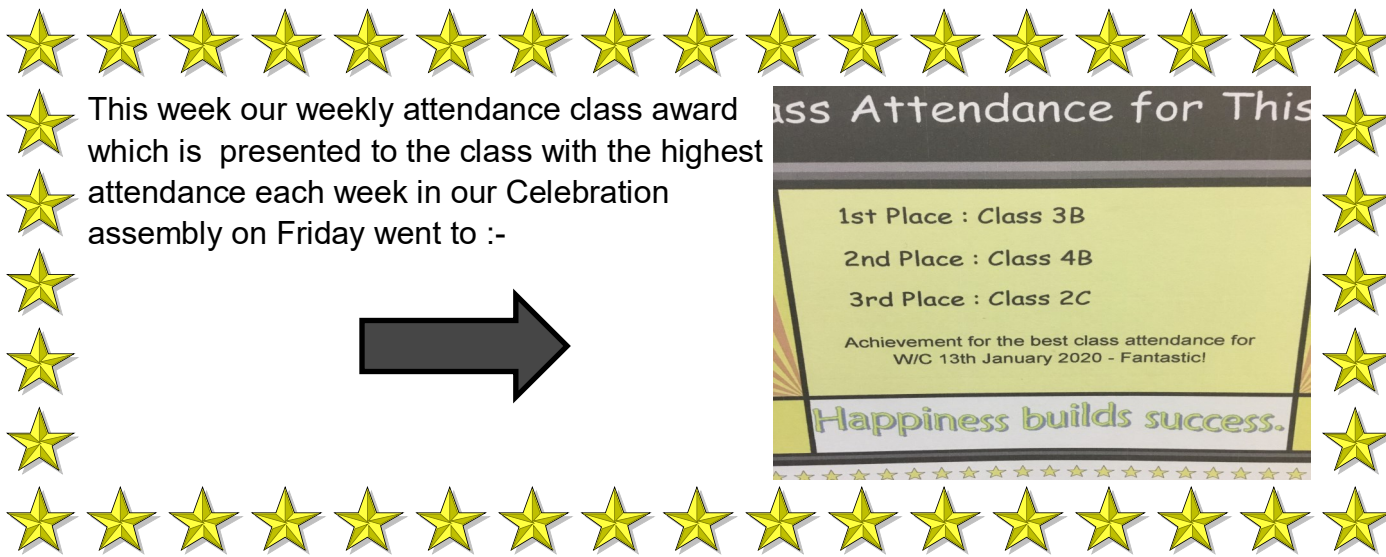 This week our weekly attendance class award
which is presented to the class with the highest
attendance each week in our Celebration
assembly on Friday went to :-
Attendance for This
1st Place : Class 3B
2nd Place : Class 4B
3rd Place : Class 2C
Achievement for the best class attendance for
W/C 13th January 2020 - Fantastic!
Happiness builds success.